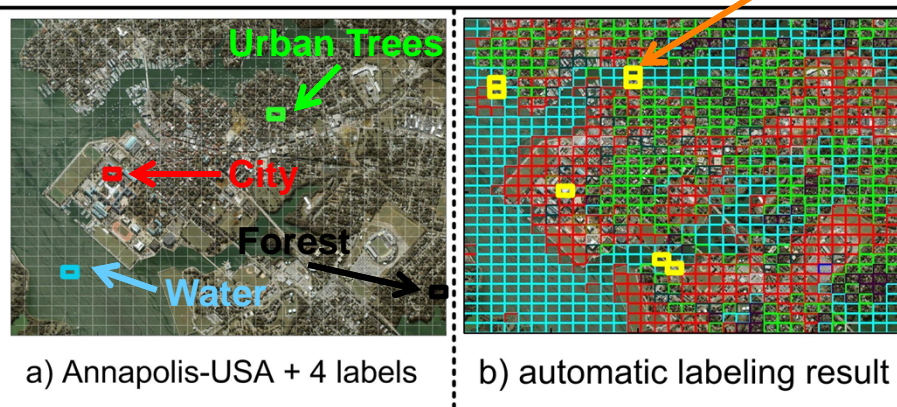 Urban Trees
City
Forest
Water
a) Annapolis-USA + 4 labels
b) automatic labeling result